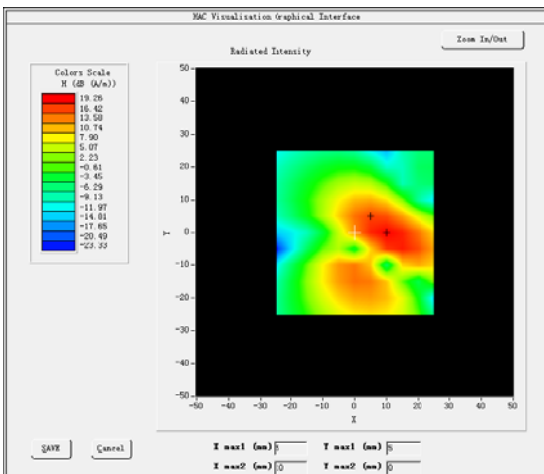 HAC Visualisation Graphical Interface
Zoom In/Out
Radiated Intensity
Colors Scale
H (dB (A/m))
19.26
16.42
13.58
10.74
7.90
5.07
2.23
-0.61
-3.45
-6.29
-9.13
-11.97
-14.81
-17.65
-20.49
-23.33
50
40
30
20
10
0
-10
-20
-30
-40
-50
Y
-50 -40 -30 -20 -10 0 10 20 30 40 50
X
SAVE
Cancel
X max1 (mm) Y max1 (mm) 5
X max2 (mm) 10 Y max2 (mm) 0